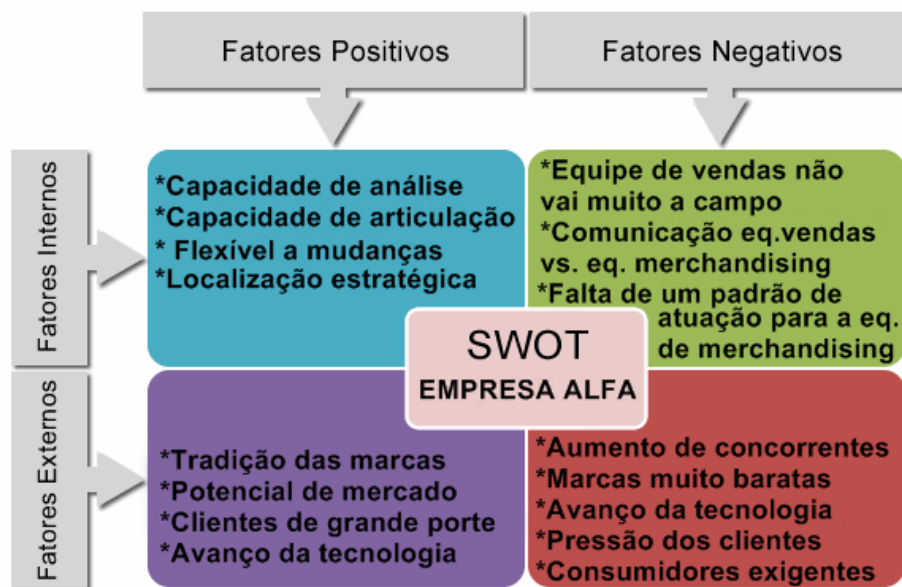 Fatores Positivos
Fatores Negativos
Fatores Internos
*Capacidade de análise
*Capacidade de articulação
* Flexível a mudanças
*Localização estratégica
*Equipe de vendas não
vai muito a campo
*Comunicação eq.vendas
vs. eq. merchandising
*Falta de um padrão de
atuação para a eq.
de merchandising
SWOT
EMPRESA ALFA
Fatores Externos
*Tradição das marcas
*Potencial de mercado
*Clientes de grande porte
*Avanço da tecnologia
*Aumento de concorrentes
*Marcas muito baratas
*Avanço da tecnologia
*Pressão dos clientes
*Consumidores exigentes